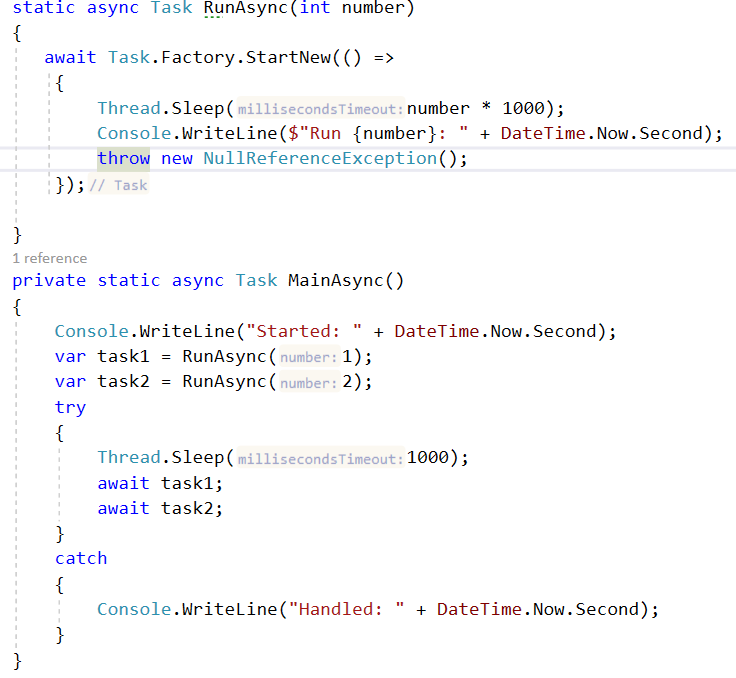 static async Task RunAsync(int number)
{
await Task.Factory.StartNew(() =>
{
Thread.Sleep(millisecondsTimeout:number * 1000);
Console.WriteLine($"Run {number}: " + DateTime.Now.Second);
throw new NullReferenceException();
});// Task
}
1 reference
private static async Task MainAsync()
{
Console.WriteLine("Started: " + DateTime.Now.Second);
var task1 = RunAsync(number:1);
var task2 = RunAsync(number:2);
try
{
Thread.Sleep(millisecondsTimeout:1000);
await task1;
await task2;
}
catch
{
Console.WriteLine("Handled: " + DateTime.Now.Second);
}
}